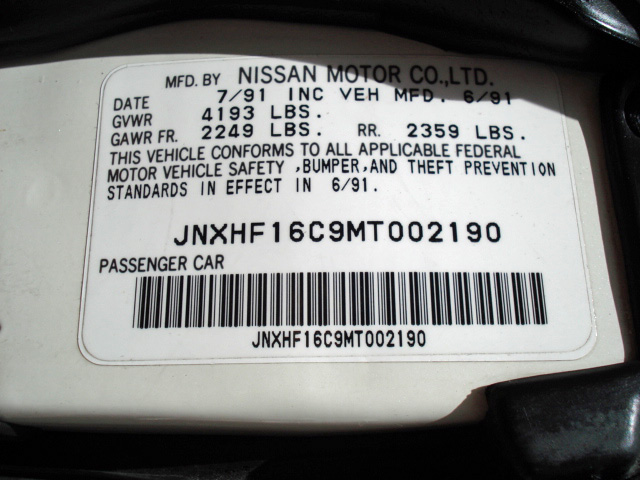 MFD. BY NISSAN MOTOR CO.,LTD.
DATE 7/91 INC VEH MFD. 6/91
GVWR 4193 LBS.
GAWR FR. 2249 LBS. RR. 2359 LBS.
THIS VEHICLE CONFORMS TO ALL APPLICABLE FEDERAL
MOTOR VEHICLE SAFETY ,BUMPER,AND THEFT PREVENTION
STANDARDS IN EFFECT IN 6/91.
JNXHF16C9MT002190
PASSENGER CAR
JNXHF16C9MT002190